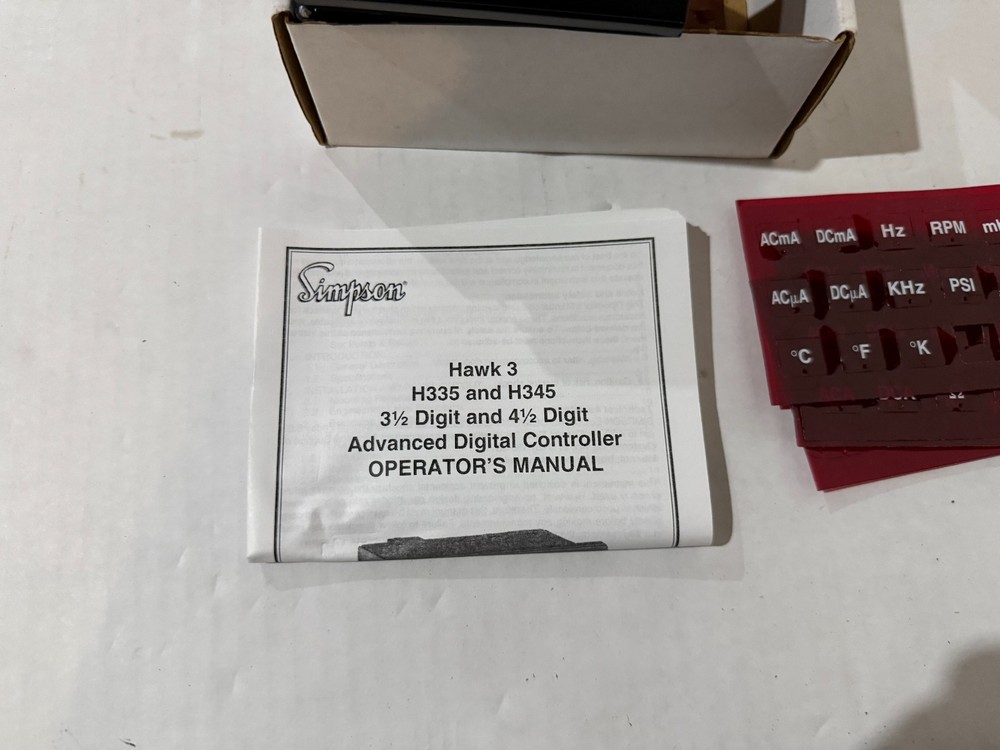 Simpson®
Hawk 3
H335 and H345
3½ Digit and 4½ Digit
Advanced Digital Controller
OPERATOR'S MANUAL
ACmA DCmA Hz RPM
ACµA DCµA KHz PSI
°C °F °K
Ω